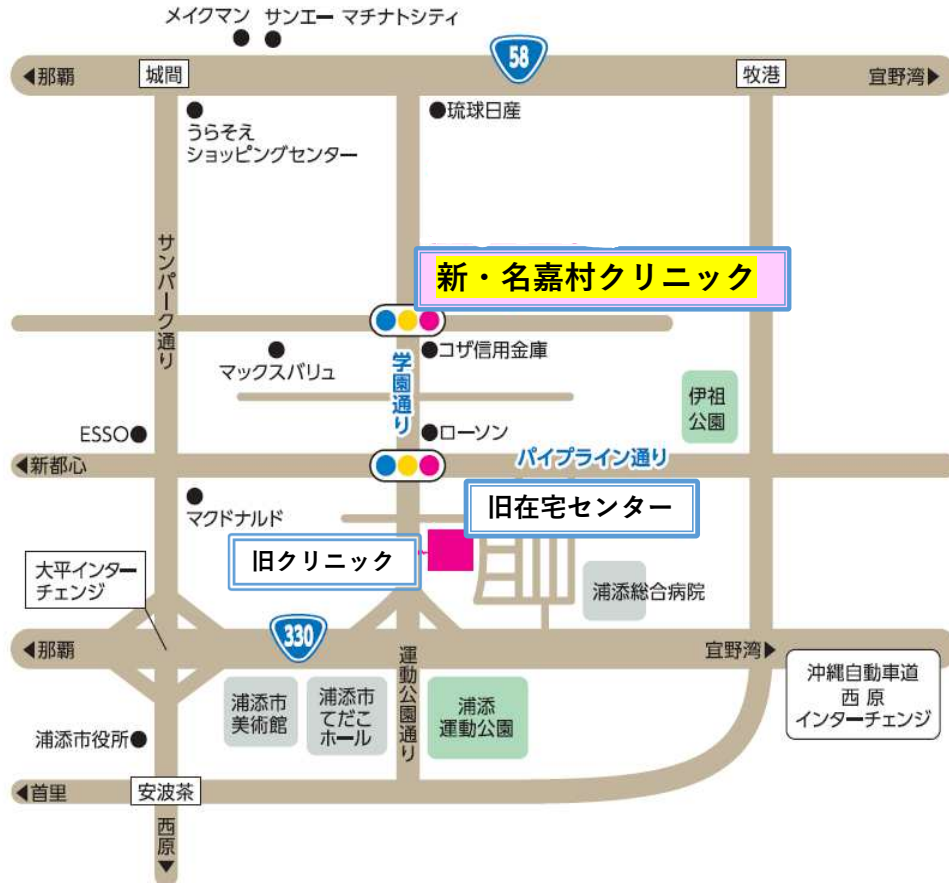 メイクマン
サンエー マチナトシティ
58
◀那覇
城間
牧港
宜野湾▶
●琉球日産
うらそえ
ショッピングセンター
サンパーク通り
新・名嘉村クリニック
●コザ信用金庫
マックスバリュ
学園通り
伊祖
公園
ESSO●
●ローソン
◀新都心
パイプライン通り
マクドナルド
旧在宅センター
旧クリニック
大平インター
チェンジ
浦添総合病院
330
◀那覇
運動公園通り
宜野湾▶
沖縄自動車道
西原
インターチェンジ
浦添市
美術館
浦添市
てだこ
ホール
浦添
運動公園
浦添市役所●
◀首里
安波茶
西原▼